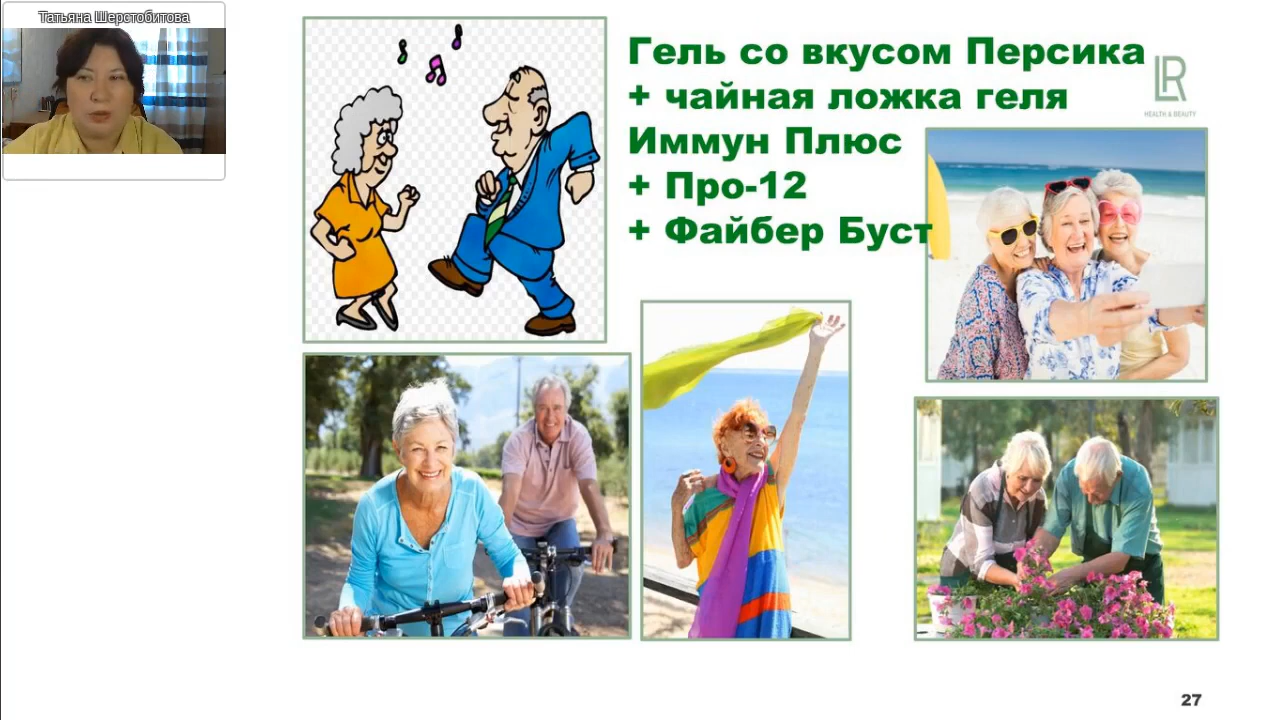 Татьяна Шерстобитова
Гель со вкусом Персика
+ чайная ложка геля
Иммун Плюс
+ Про-12
+ Файбер Буст
LR
HEALTH & BEAUTY
27